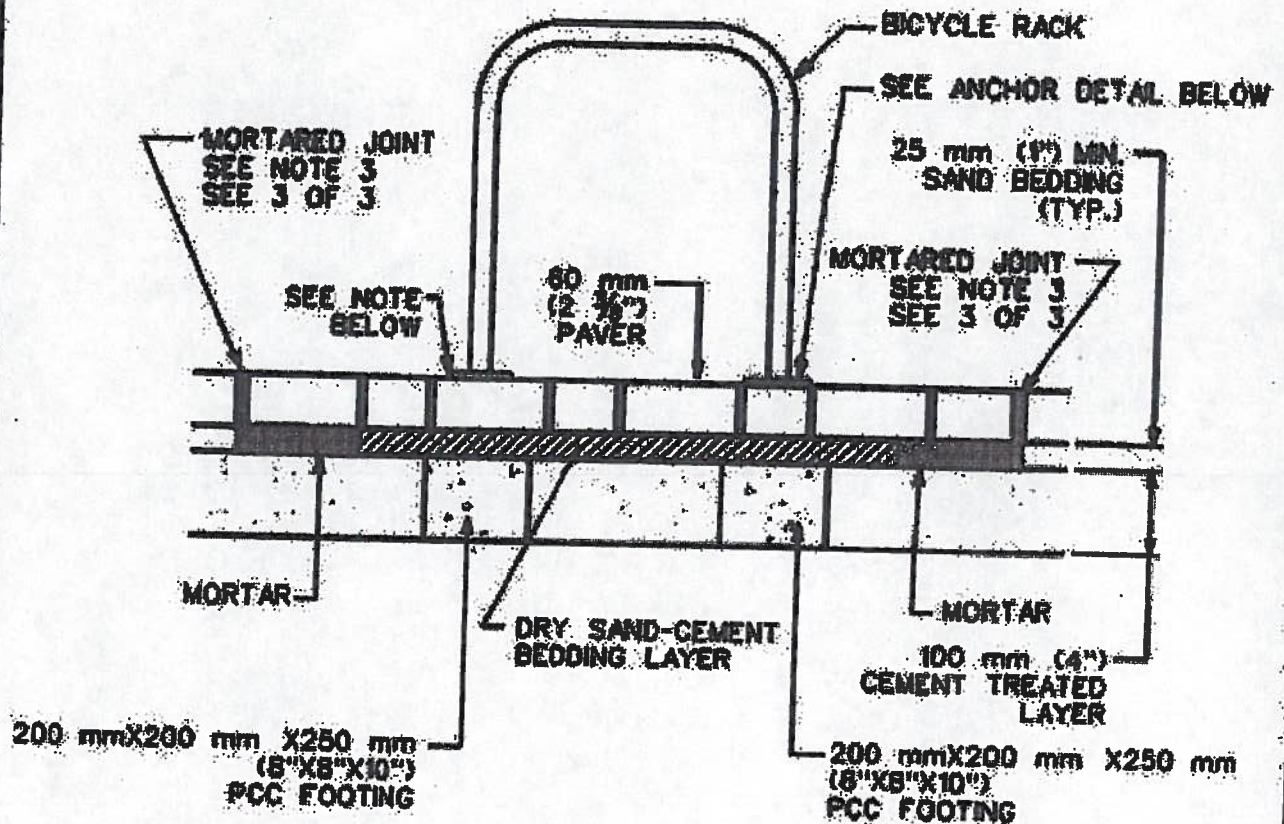 BICYCLE RACK
SEE ANCHOR DETAIL BELOW
MORTARED JOINT
SEE NOTE 3
SEE 3 OF 3
25 mm (1") MIN.
SAND BEDDING
(TYP.)
MORTARED JOINT
SEE NOTE 3
SEE 3 OF 3
SEE NOTE
BELOW
60 mm
(2 ⅜")
PAVER
MORTAR
DRY SAND-CEMENT
BEDDING LAYER
MORTAR
100 mm (4")
CEMENT TREATED
LAYER
200 mmX200 mm X250 mm
(8"X8"X10")
PCC FOOTING
200 mmX200 mm X250 mm
(8"X8"X10")
PCC FOOTING